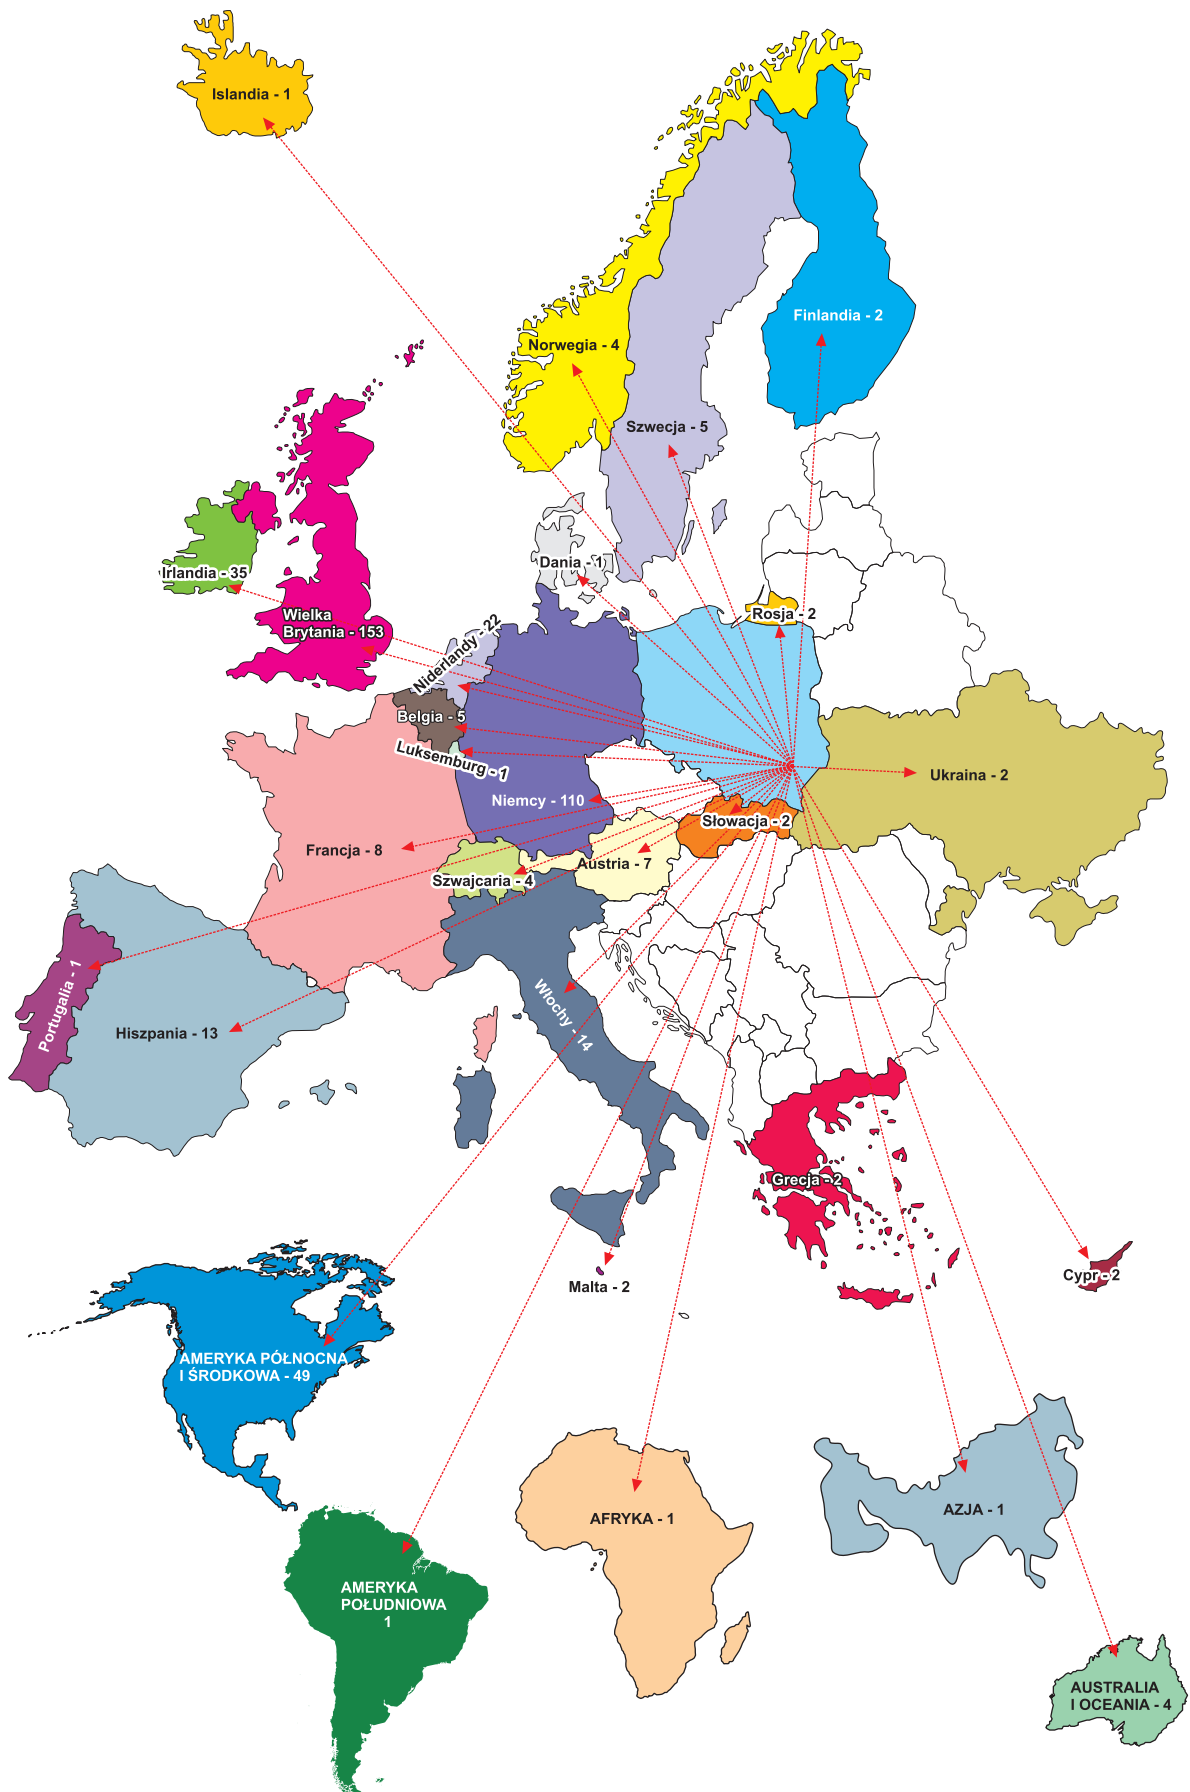 Islandia - 1
Finlandia - 2
Norwegia - 4
Szwecja - 5
Dania - 1
Irlandia - 35
Wielka
Brytania - 153
Rosja - 2
Niderlandy - 22
Belgia - 5
Luksemburg - 1
Ukraina - 2
Niemcy - 110
Słowacja - 2
Francja - 8
Austria - 7
Szwajcaria - 4
Portugalia - 1
Hiszpania - 13
Włochy - 14
Grecja - 2
Malta - 2
Cypr - 2
AMERYKA PÓŁNOCNA
I ŚRODKOWA - 49
AFRYKA - 1
AZJA - 1
AMERYKA
POŁUDNIOWA
1
AUSTRALIA
I OCEANIA - 4